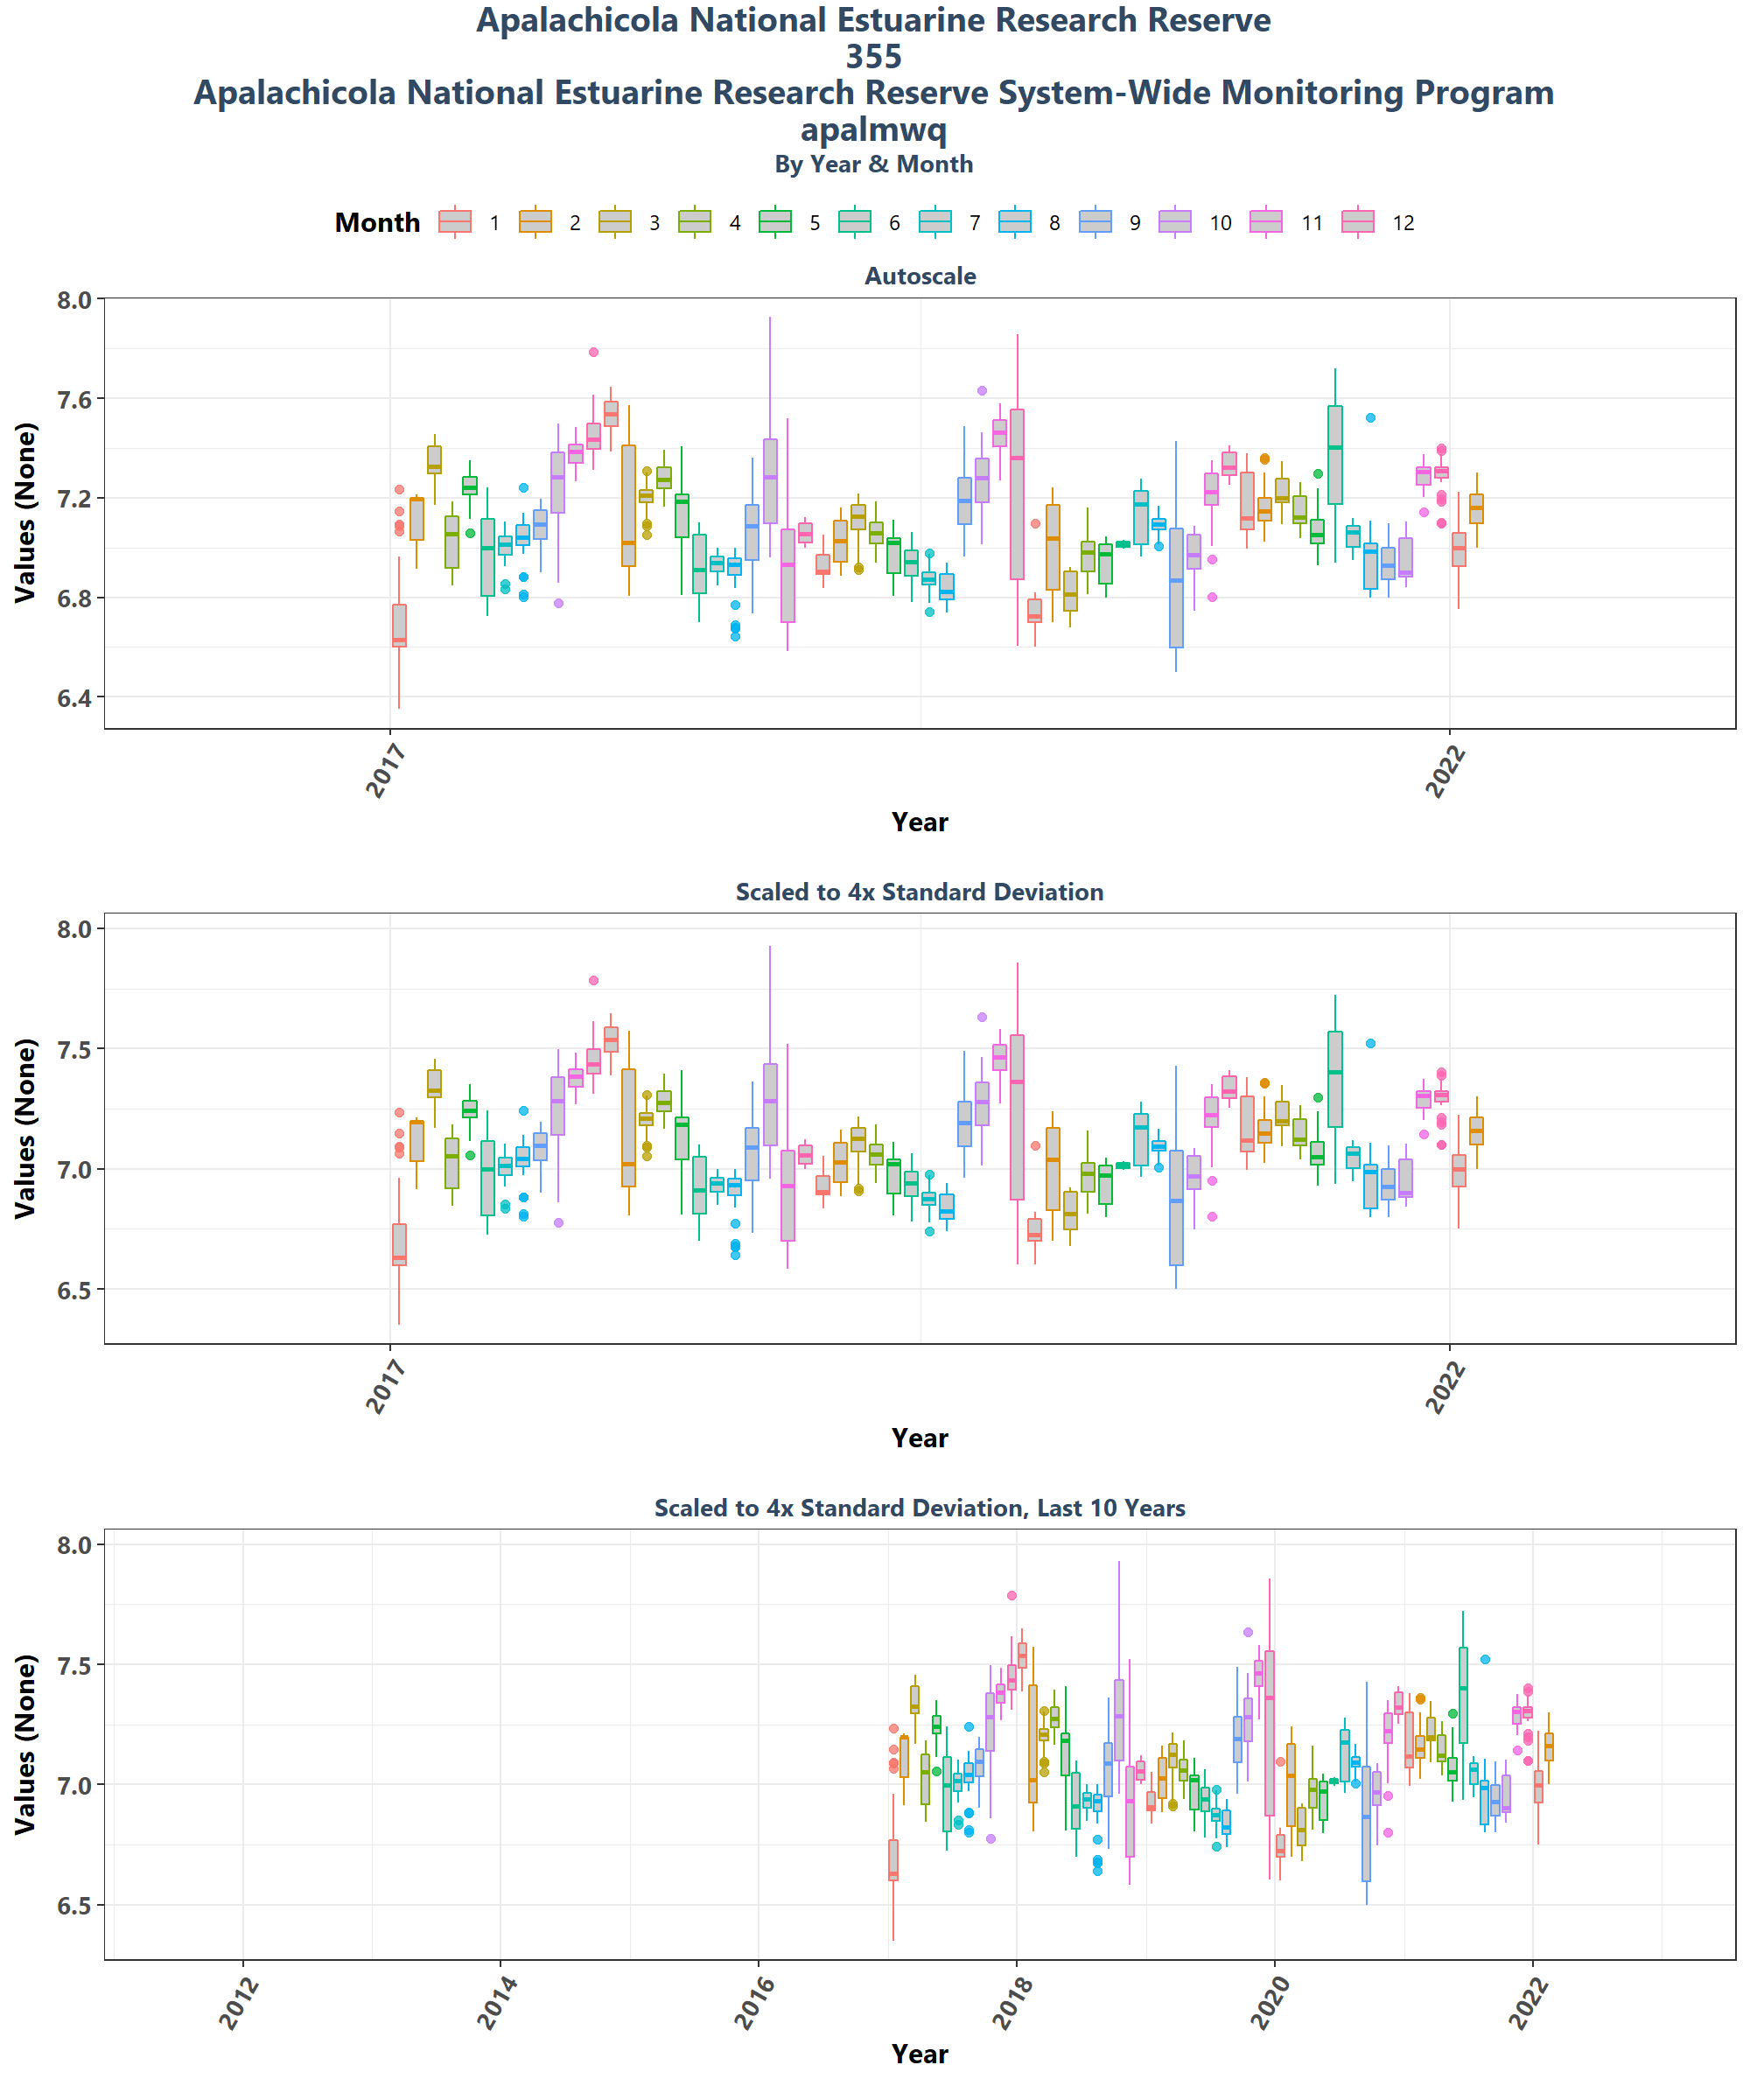 Apalachicola National Estuarine Research Reserve
355
Apalachicola National Estuarine Research Reserve System-Wide Monitoring Program
apalmwq
By Year & Month
Month 1 2 3 4 5 6 7 8 9 10 11 12
Autoscale
Values (None)
8.0
7.6
7.2
6.8
6.4
2017 2022
Year
Scaled to 4x Standard Deviation
Values (None)
8.0
7.5
7.0
6.5
2017 2022
Year
Scaled to 4x Standard Deviation, Last 10 Years
Values (None)
8.0
7.5
7.0
6.5
2012 2014 2016 2018 2020 2022
Year